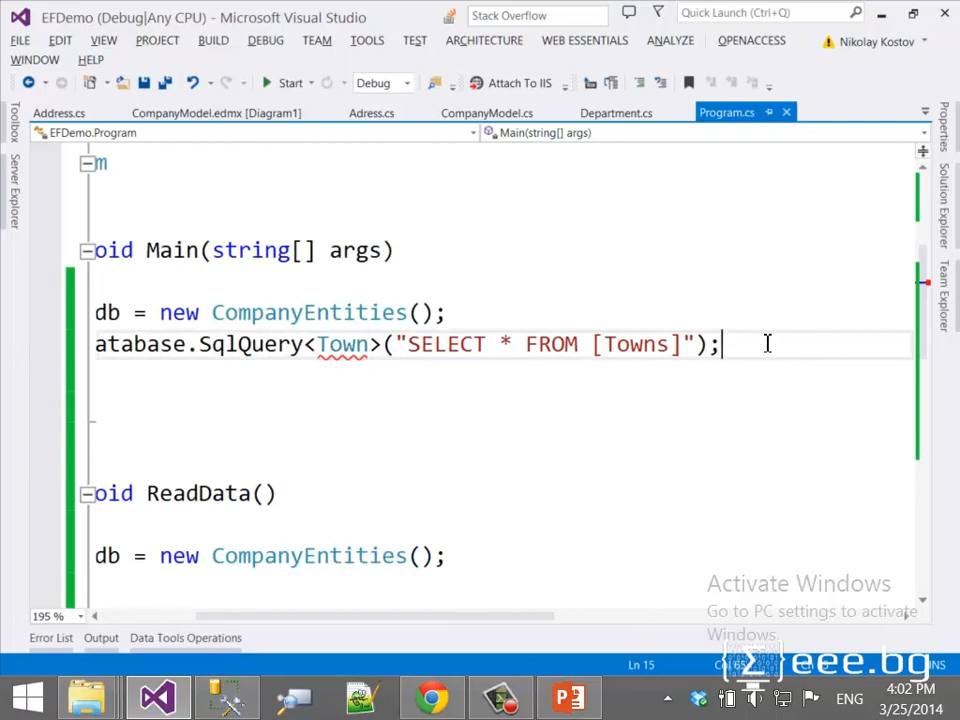 EFDemo (Debug|Any CPU) - Microsoft Visual Studio
Stack Overflow
Quick Launch (Ctrl+Q)
FILE EDIT VIEW PROJECT BUILD DEBUG TEAM TOOLS TEST ARCHITECTURE WEB ESSENTIALS ANALYZE OPENACCESS
Nikolay Kostov
WINDOW HELP
Start Debug Attach To IIS
Address.cs CompanyModel.edmx [Diagram1] Adress.cs CompanyModel.cs Department.cs Program.cs
EFDemo.Program Main(string[] args)
Toolbox
Server Explorer
Properties
Solution Explorer
Team Explorer
m
oid Main(string[] args)
db = new CompanyEntities();
atabase.SqlQuery<Town>("SELECT * FROM [Towns]");
oid ReadData()
db = new CompanyEntities();
Activate Windows
Go to PC settings to activate
Windows.
195 %
Error List Output Data Tools Operations
Ln 15
eee.bg
ENG
4:02 PM
3/25/2014